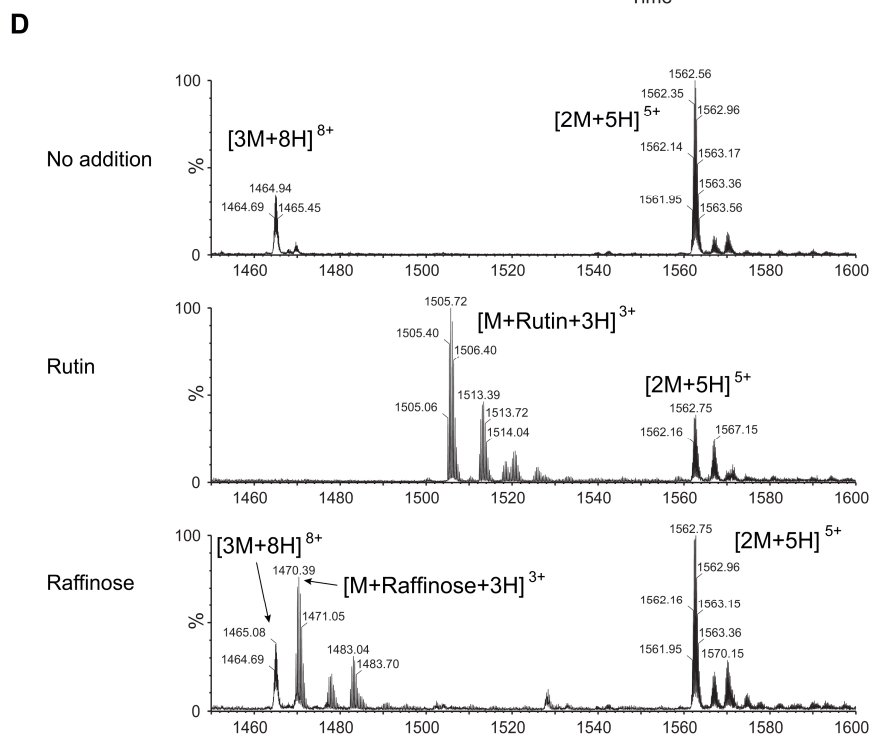 Time
D
No addition
%
100
0
[3M+8H] 8+
1464.94
1464.69
1465.45
[2M+5H] 5+
1562.56
1562.35
1562.96
1562.14
1563.17
1563.36
1561.95
1563.56
1460 1480 1500 1520 1540 1560 1580 1600
Rutin
%
100
0
1505.72
[M+Rutin+3H] 3+
1505.40
1506.40
1505.06
1513.39
1513.72
1514.04
[2M+5H] 5+
1562.75
1562.16
1567.15
1460 1480 1500 1520 1540 1560 1580 1600
Raffinose
%
100
0
[3M+8H] 8+
1470.39
[M+Raffinose+3H] 3+
1471.05
1465.08
1464.69
1483.04
1483.70
1562.75
[2M+5H] 5+
1562.96
1562.16
1563.15
1563.36
1561.95
1570.15
1460 1480 1500 1520 1540 1560 1580 1600